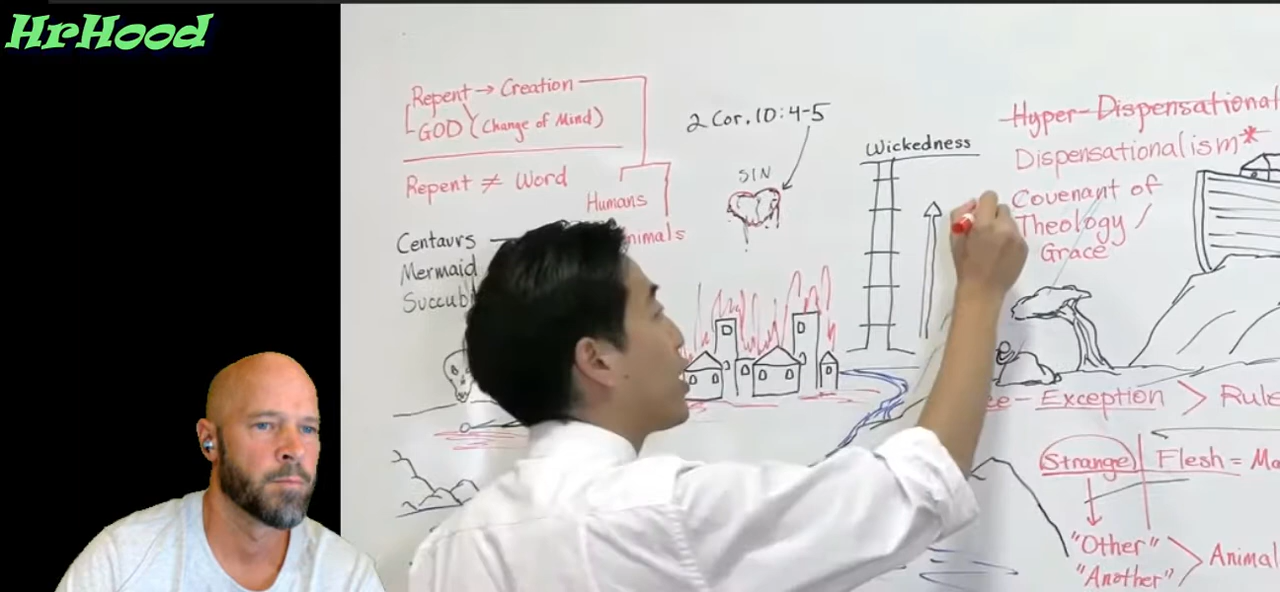 HrHood
Repent → Creation
GOD (Change of Mind)
Repent ≠ Word
Humans
Centaurs
Mermaid
2 Cor. 10:4-5
SIN
Wickedness
Hyper-Dispensational
Dispensationalism*
Covenant of
Theology /
Grace
Exception > Rule
Strange Flesh =
"Other"
"Another" > Animal